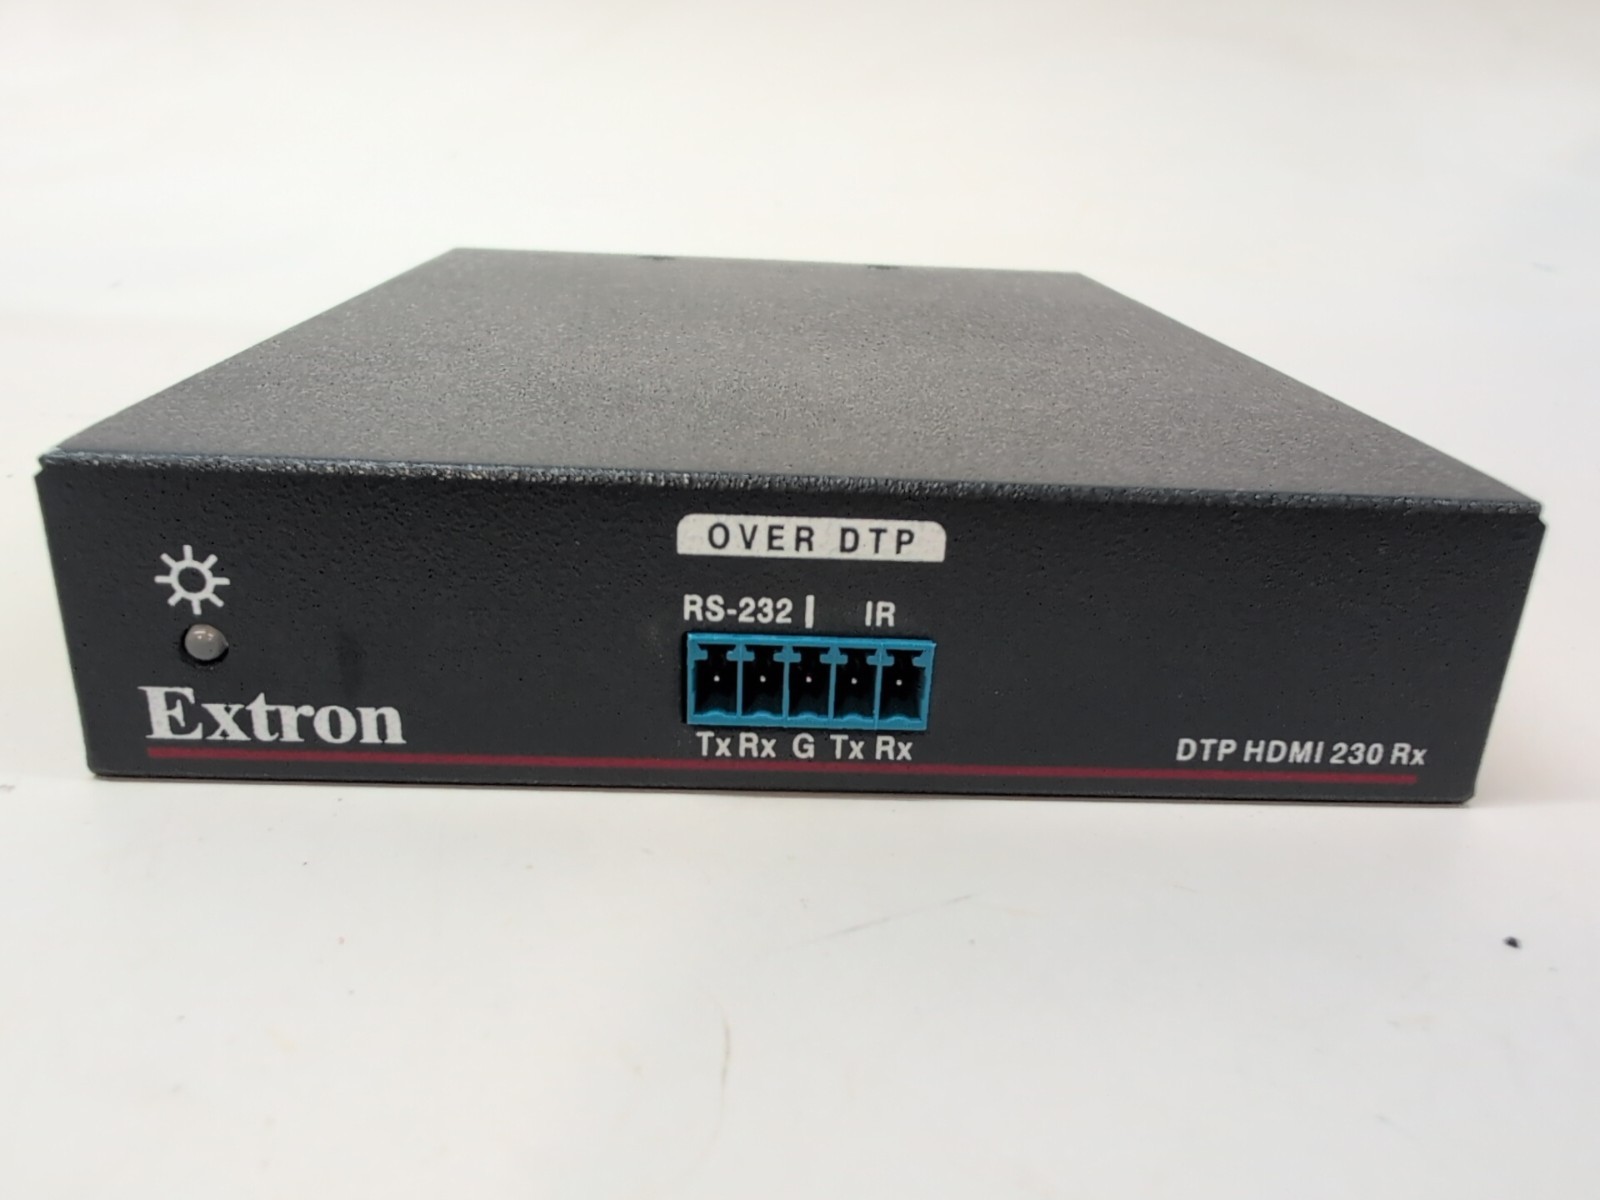 OVER DTP
RS-232 | IR
Tx Rx G Tx Rx
Extron
DTP HDMI 230 Rx